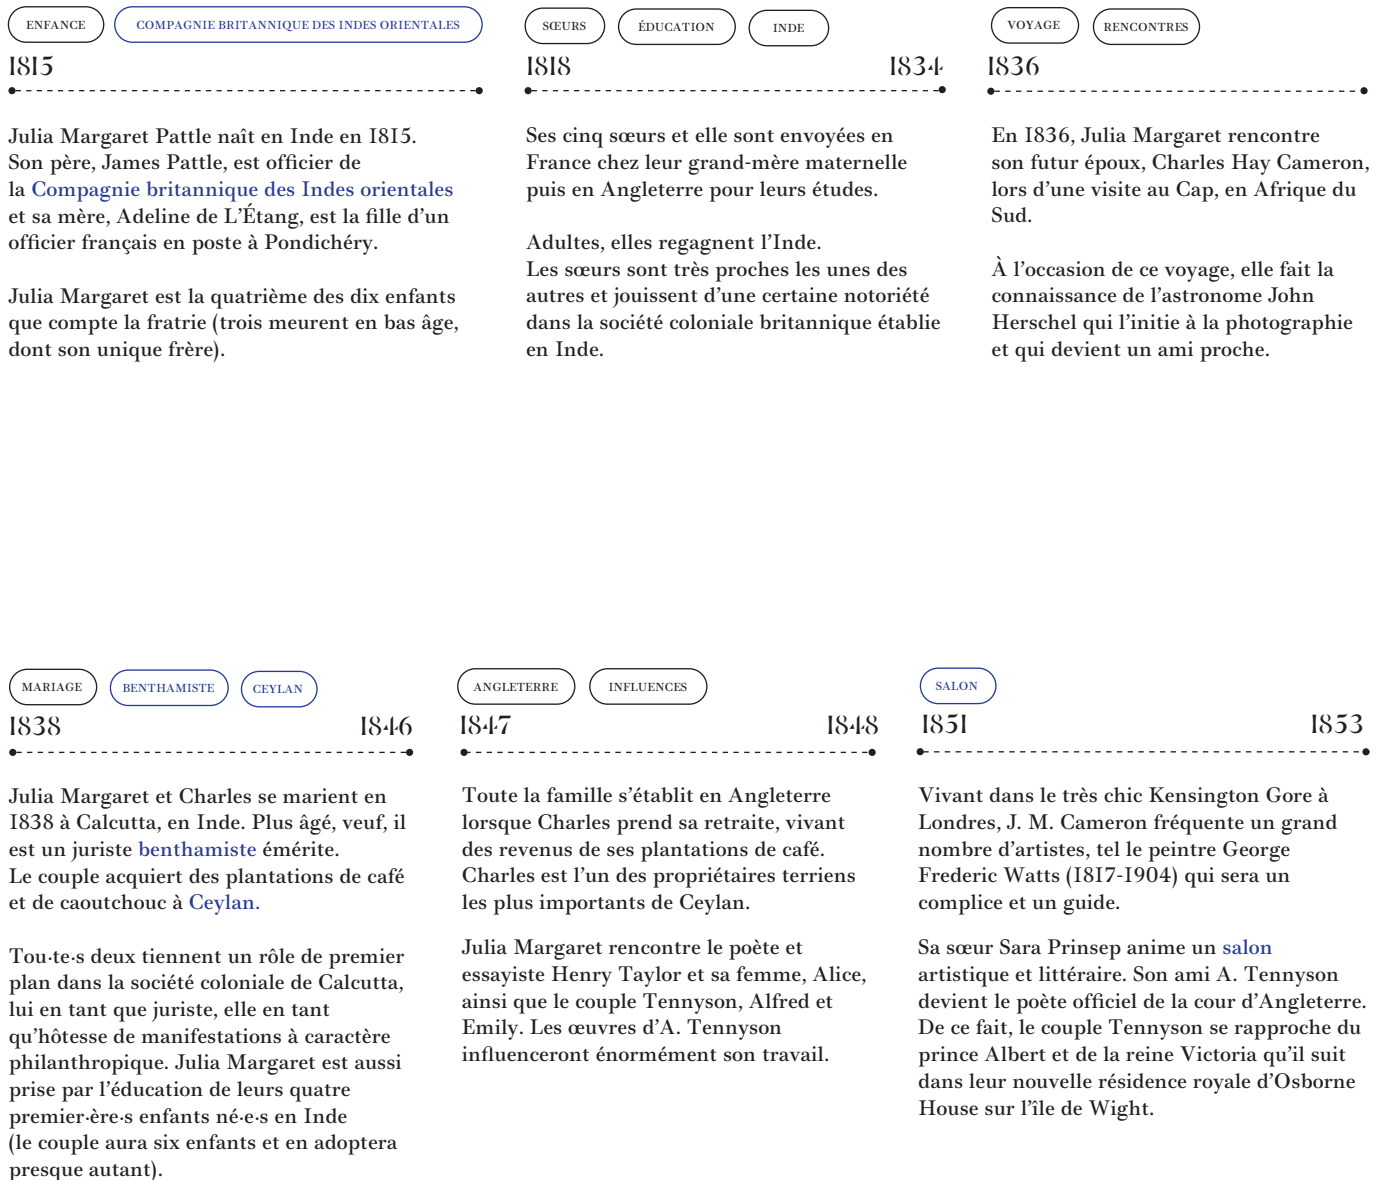 ENFANCE
COMPAGNIE BRITANNIQUE DES INDES ORIENTALES
1815
Julia Margaret Pattle naît en Inde en 1815.
Son père, James Pattle, est officier de
la Compagnie britannique des Indes orientales
et sa mère, Adeline de L’Étang, est la fille d’un
officier français en poste à Pondichéry.
Julia Margaret est la quatrième des dix enfants
que compte la fratrie (trois meurent en bas âge,
dont son unique frère).
SŒURS
ÉDUCATION
INDE
1818
1834
Ses cinq sœurs et elle sont envoyées en
France chez leur grand-mère maternelle
puis en Angleterre pour leurs études.
Adultes, elles regagnent l’Inde.
Les sœurs sont très proches les unes des
autres et jouissent d’une certaine notoriété
dans la société coloniale britannique établie
en Inde.
VOYAGE
RENCONTRES
1836
En 1836, Julia Margaret rencontre
son futur époux, Charles Hay Cameron,
lors d’une visite au Cap, en Afrique du
Sud.
À l’occasion de ce voyage, elle fait la
connaissance de l’astronome John
Herschel qui l’initie à la photographie
et qui devient un ami proche.
MARIAGE
BENTHAMISTE
CEYLAN
1838
1846
Julia Margaret et Charles se marient en
1838 à Calcutta, en Inde. Plus âgé, veuf, il
est un juriste benthamiste émérite.
Le couple acquiert des plantations de café
et de caoutchouc à Ceylan.
Tou·te·s deux tiennent un rôle de premier
plan dans la société coloniale de Calcutta,
lui en tant que juriste, elle en tant
qu’hôtesse de manifestations à caractère
philanthropique. Julia Margaret est aussi
prise par l’éducation de leurs quatre
premier·ère·s enfants né·e·s en Inde
(le couple aura six enfants et en adoptera
presque autant).
ANGLETERRE
INFLUENCES
1847
1848
Toute la famille s’établit en Angleterre
lorsque Charles prend sa retraite, vivant
des revenus de ses plantations de café.
Charles est l’un des propriétaires terriens
les plus importants de Ceylan.
Julia Margaret rencontre le poète et
essayiste Henry Taylor et sa femme, Alice,
ainsi que le couple Tennyson, Alfred et
Emily. Les œuvres d’A. Tennyson
influenceront énormément son travail.
SALON
1851
1853
Vivant dans le très chic Kensington Gore à
Londres, J. M. Cameron fréquente un grand
nombre d’artistes, tel le peintre George
Frederic Watts (1817-1904) qui sera un
complice et un guide.
Sa sœur Sara Prinsep anime un salon
artistique et littéraire. Son ami A. Tennyson
devient le poète officiel de la cour d’Angleterre.
De ce fait, le couple Tennyson se rapproche du
prince Albert et de la reine Victoria qu’il suit
dans leur nouvelle résidence royale d’Osborne
House sur l’île de Wight.